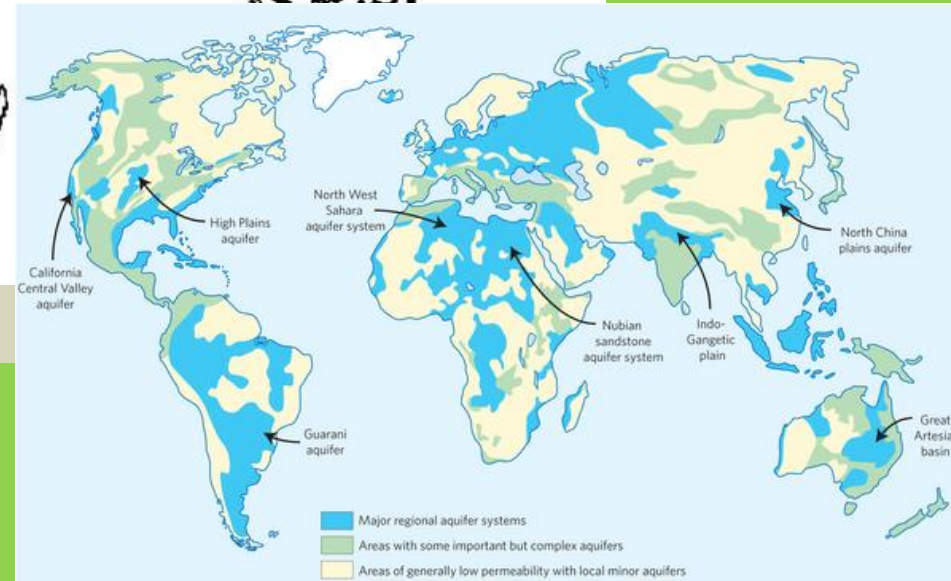 North West
Sahara
aquifer system
High Plains
aquifer
California
Central Valley
aquifer
North China
plains aquifer
Nubian
sandstone
aquifer system
Indo-
Gangetic
plain
Guarani
aquifer
Great
basin
Major regional aquifer systems
Areas with some important but complex aquifers
Areas of generally low permeability with local minor aquifers